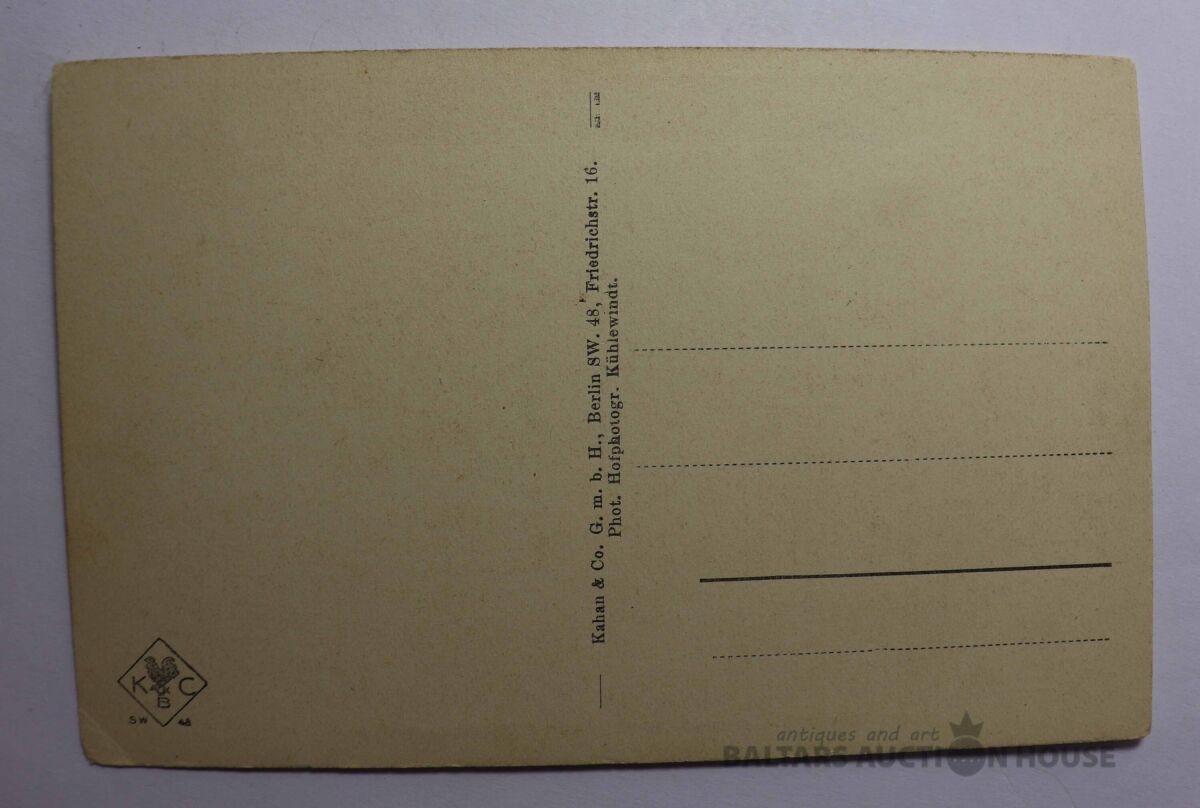 Kahan & Co. G. m. b. H., Berlin SW. 48, Friedrichstr. 16.
Phot. Hofphotogr. Kühlewindt.
K C
B
SW 48
antiques and art
BALTARS AUCTION HOUSE